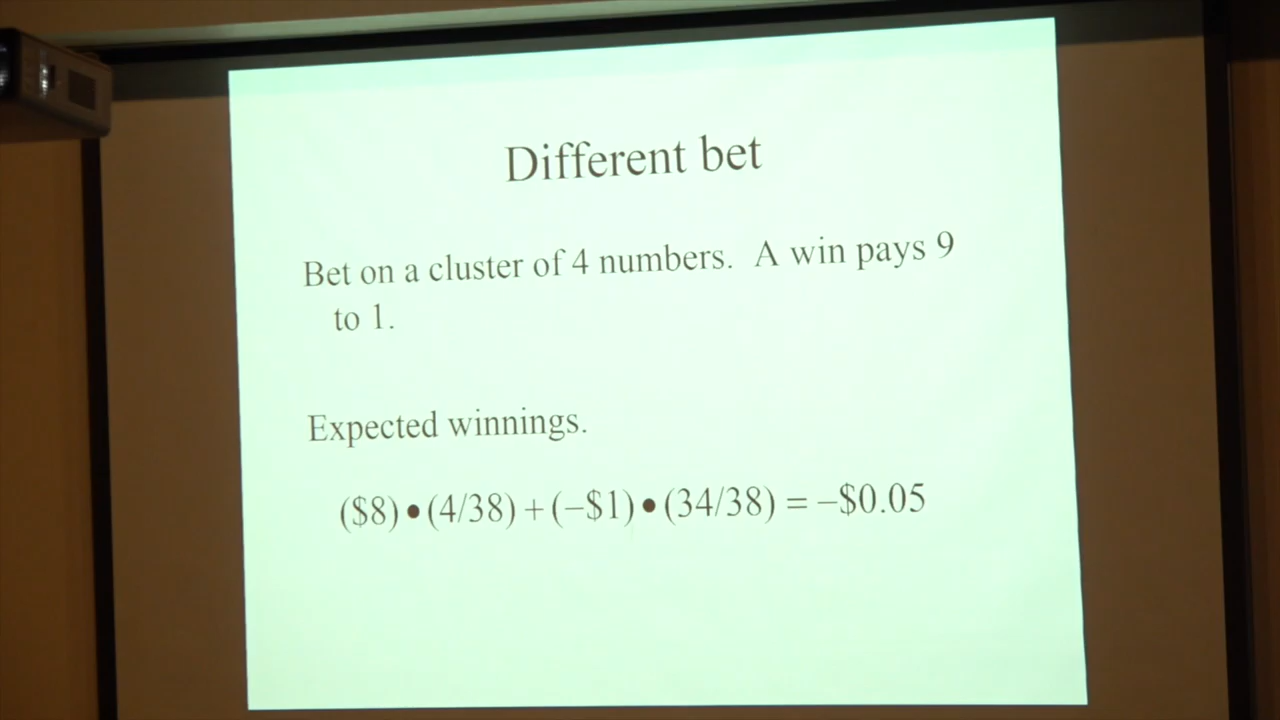 Different bet
Bet on a cluster of 4 numbers. A win pays 9
to 1.
Expected winnings.
($8)•(4/38)+(–$1)•(34/38) = –$0.05